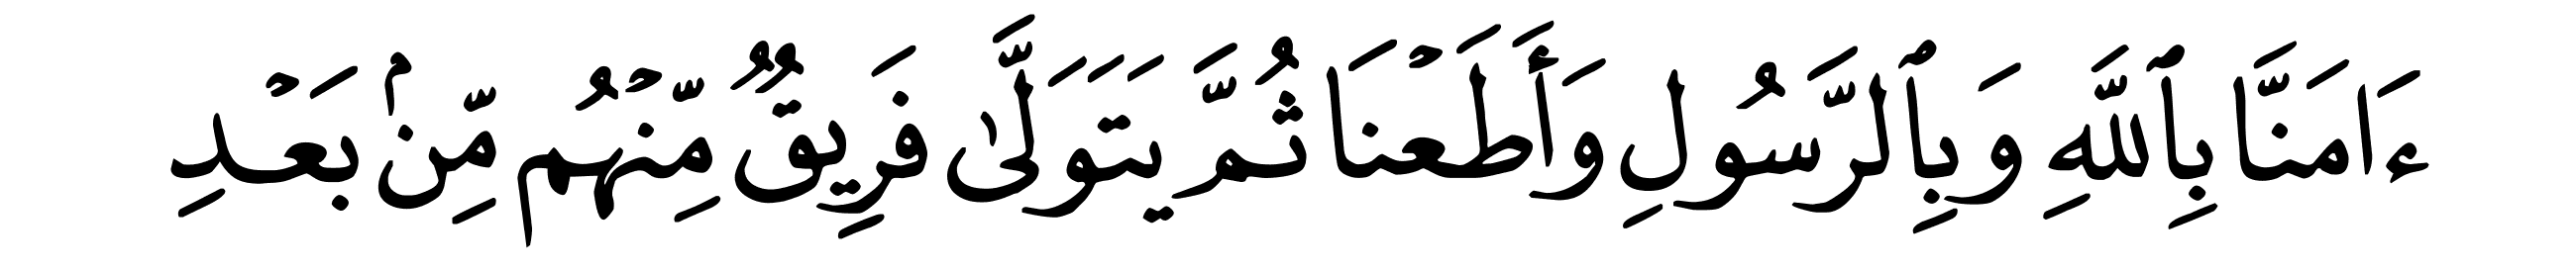 ءَامَنَّا بِٱللَّهِ وَبِٱلرَّسُولِ وَأَطَعۡنَا ثُمَّ يَتَوَلَّىٰ فَرِيقٞ مِّنۡهُم مِّنۢ بَعۡدِ